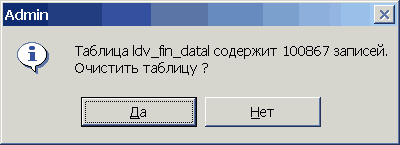 Admin
Таблица ldv_fin_datal содержит 100867 записей.
Очистить таблицу ?
Да
Нет